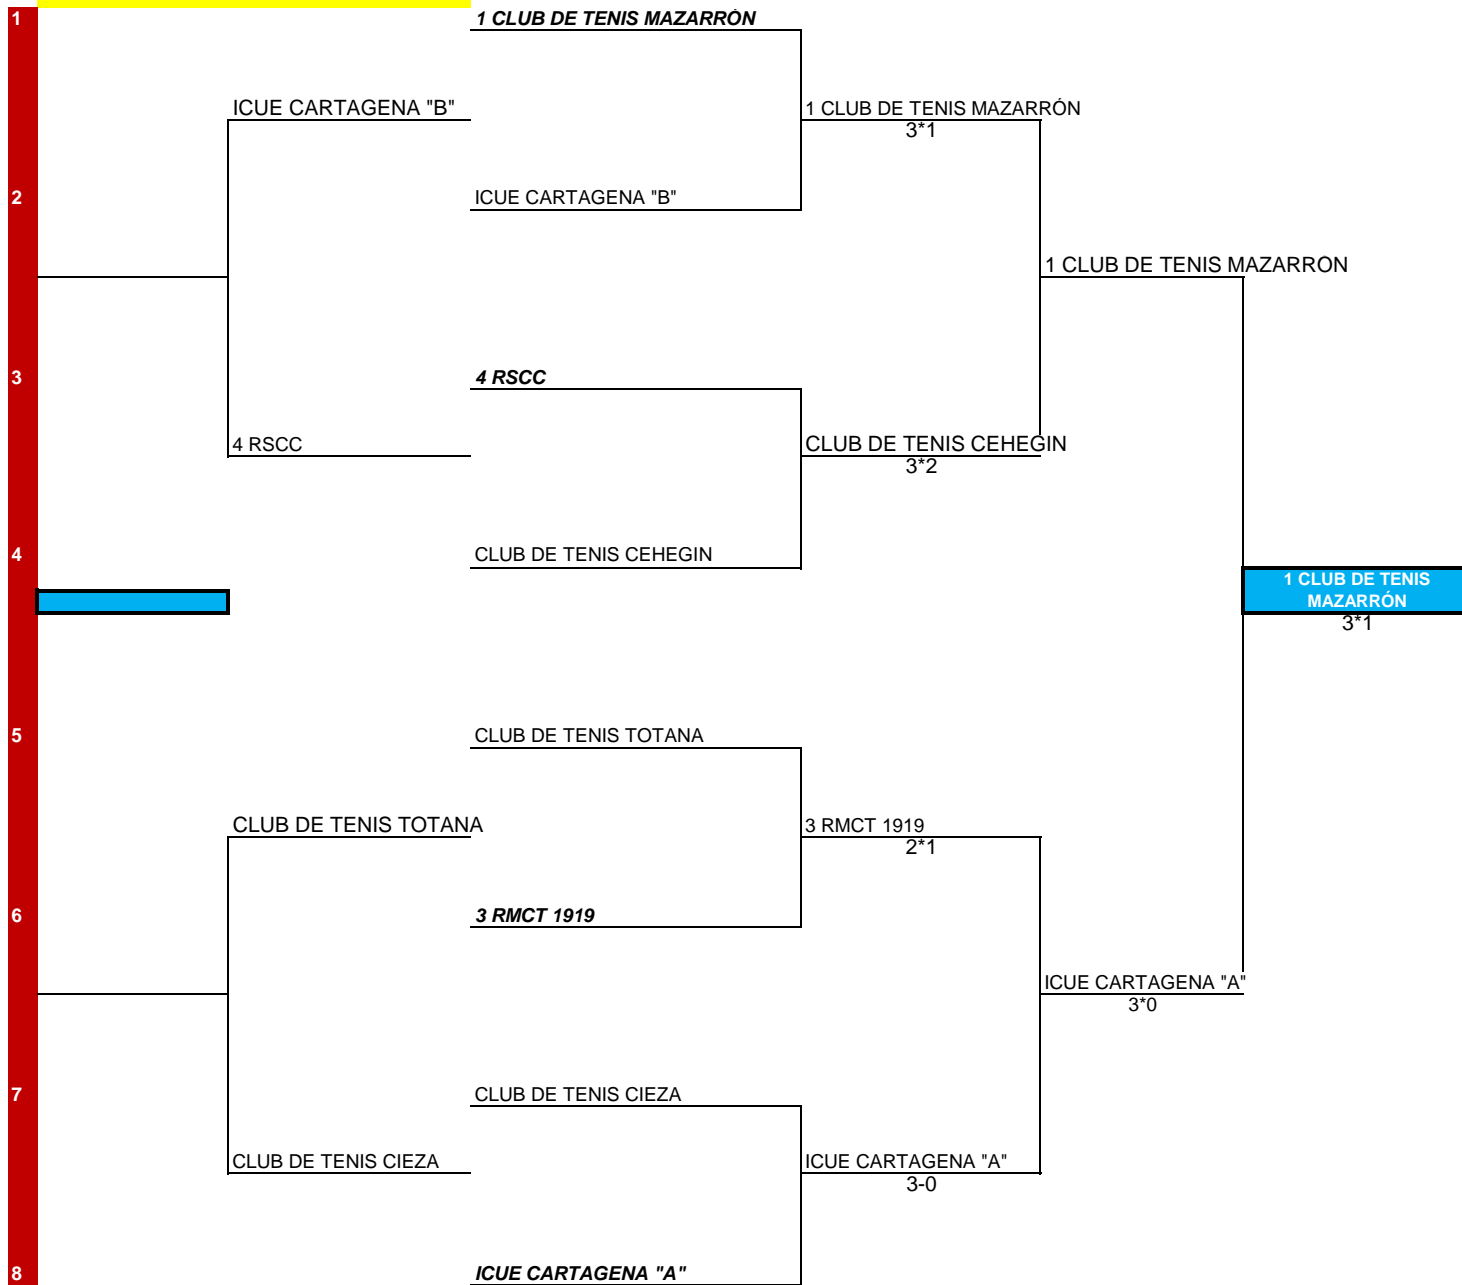 1 1 CLUB DE TENIS MAZARRÓN
ICUE CARTAGENA "B" 1 CLUB DE TENIS MAZARRÓN
3*1
2 ICUE CARTAGENA "B"
1 CLUB DE TENIS MAZARRÓN
3 4 RSCC
4 RSCC CLUB DE TENIS CEHEGIN
3*2
4 CLUB DE TENIS CEHEGIN
1 CLUB DE TENIS
MAZARRÓN
3*1
5 CLUB DE TENIS TOTANA
CLUB DE TENIS TOTANA 3 RMCT 1919
2*1
6 3 RMCT 1919
ICUE CARTAGENA "A"
3*0
7 CLUB DE TENIS CIEZA
CLUB DE TENIS CIEZA ICUE CARTAGENA "A"
3-0
8 ICUE CARTAGENA "A"